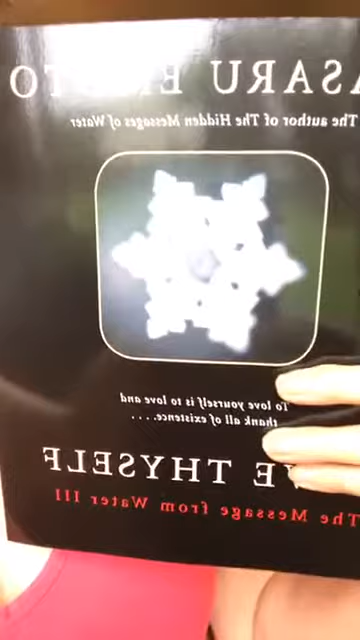 ASARU E TO
The author of The Hidden Messages of Water
To love yourself is to love and
thank all of existence. . . .
E THYSELF
The Message from Water III